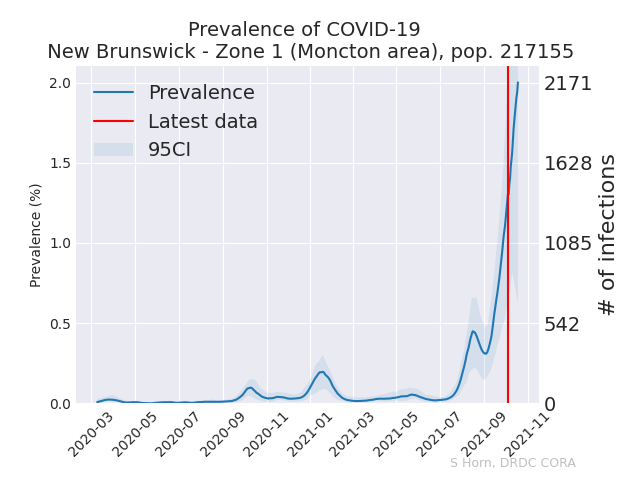 Prevalence of COVID-19
New Brunswick - Zone 1 (Moncton area), pop. 217155
Prevalence
Latest data
95CI
Prevalence (%)
2.0
1.5
1.0
0.5
0.0
2171
1628
1085
542
0
# of infections
2020-03
2020-05
2020-07
2020-09
2020-11
2021-01
2021-03
2021-05
2021-07
2021-09
2021-11
S Horn, DRDC CORA